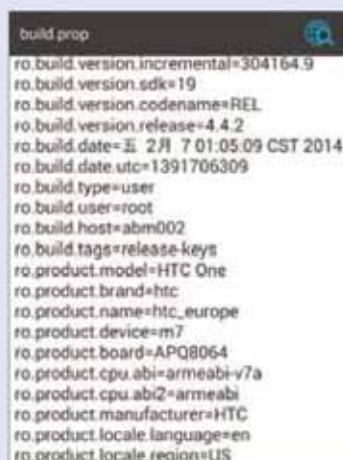 build.prop
ro.build.version.incremental=304164.9
ro.build.version.sdk=19
ro.build.version.codename=REL
ro.build.version.release=4.4.2
ro.build.date=五 2月 7 01:05:09 CST 2014
ro.build.date.utc=1391706309
ro.build.type=user
ro.build.user=root
ro.build.host=abm002
ro.build.tags=release-keys
ro.product.model=HTC One
ro.product.brand=htc
ro.product.name=htc_europe
ro.product.device=m7
ro.product.board=APQ8064
ro.product.cpu.abi=armeabi-v7a
ro.product.cpu.abi2=armeabi
ro.product.manufacturer=HTC
ro.product.locale.language=en
ro.product.locale.region=US